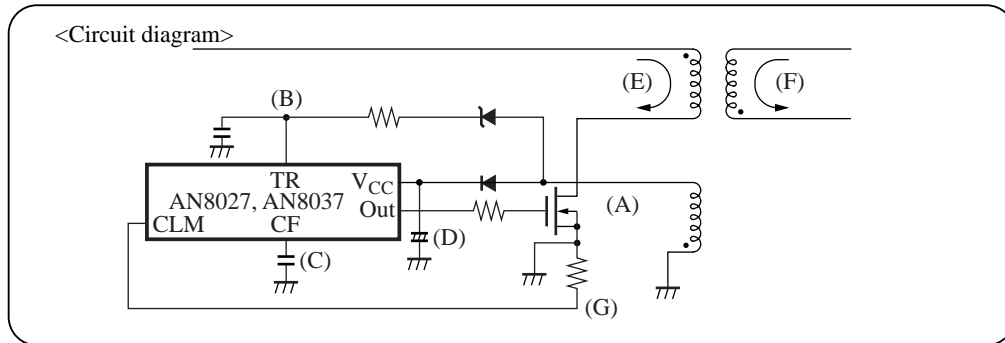 <Circuit diagram>
(B)
(E)
(F)
TR
VCC
AN8027, AN8037
Out
(A)
CLM
CF
(D)
(C)
(G)